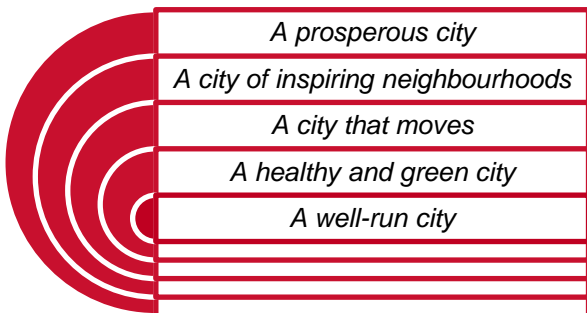 A prosperous city
A city of inspiring neighbourhoods
A city that moves
A healthy and green city
A well-run city